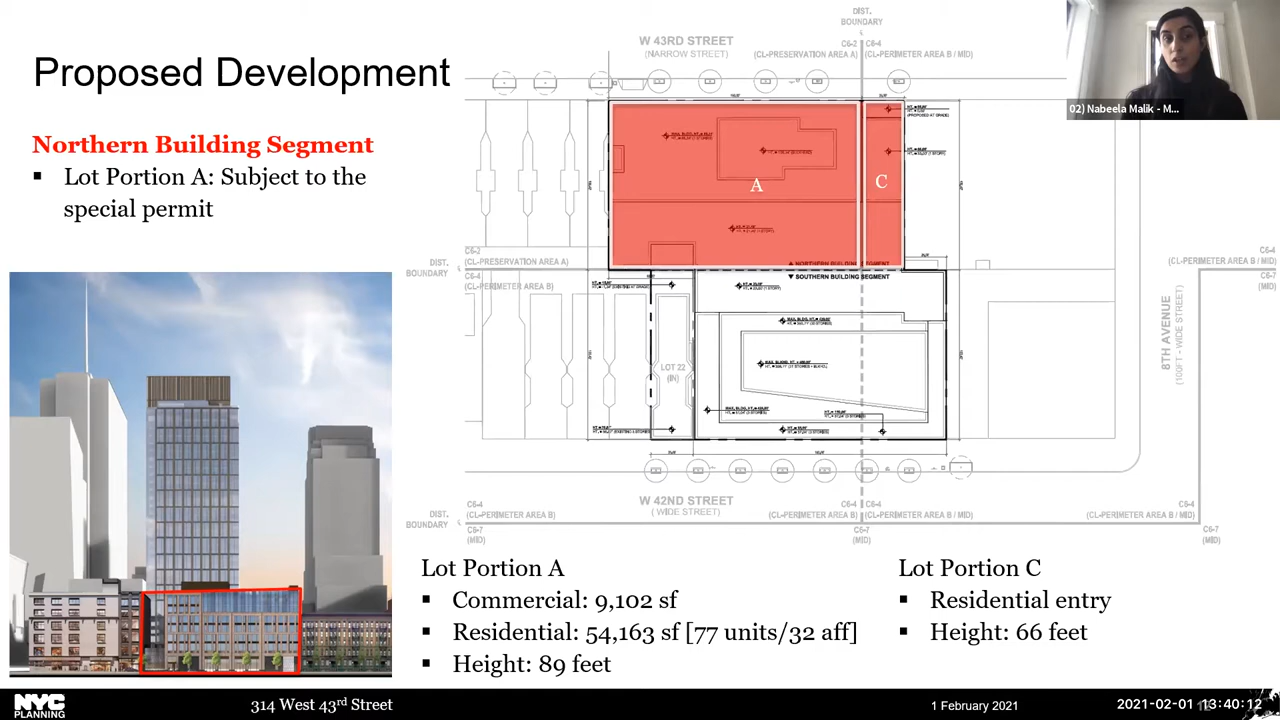 Proposed Development
Northern Building Segment
▪ Lot Portion A: Subject to the
special permit
DIST.
BOUNDARY
W 43RD STREET
(NARROW STREET)
C6-2
C6-4
(CL-PRESERVATION AREA A)
(CL-PERIMETER AREA B / MID)
02) Nabeela Malik - M...
A
C
C6-2
(CL-PRESERVATION AREA A)
DIST.
BOUNDARY
C6-4
(CL-PERIMETER AREA B)
▲ NORTHERN BUILDING SEGMENT
▼ SOUTHERN BUILDING SEGMENT
DIST.
BOUNDARY
C6-4
(CL-PERIMETER AREA B / MID)
C6-7
(MID)
8TH AVENUE
(100FT - WIDE STREET)
LOT 22
(IN)
W 42ND STREET
( WIDE STREET)
DIST.
BOUNDARY
C6-4
(CL-PERIMETER AREA B)
C6-7
(MID)
C6-4
(CL-PERIMETER AREA B)
C6-4
(CL-PERIMETER AREA B / MID)
C6-7
(MID)
C6-4
(CL-PERIMETER AREA B / MID)
C6-7
(MID)
Lot Portion A
▪ Commercial: 9,102 sf
▪ Residential: 54,163 sf [77 units/32 aff]
▪ Height: 89 feet
Lot Portion C
▪ Residential entry
▪ Height: 66 feet
NYC
PLANNING
314 West 43rd Street
1 February 2021
2021-02-01 13:40:12